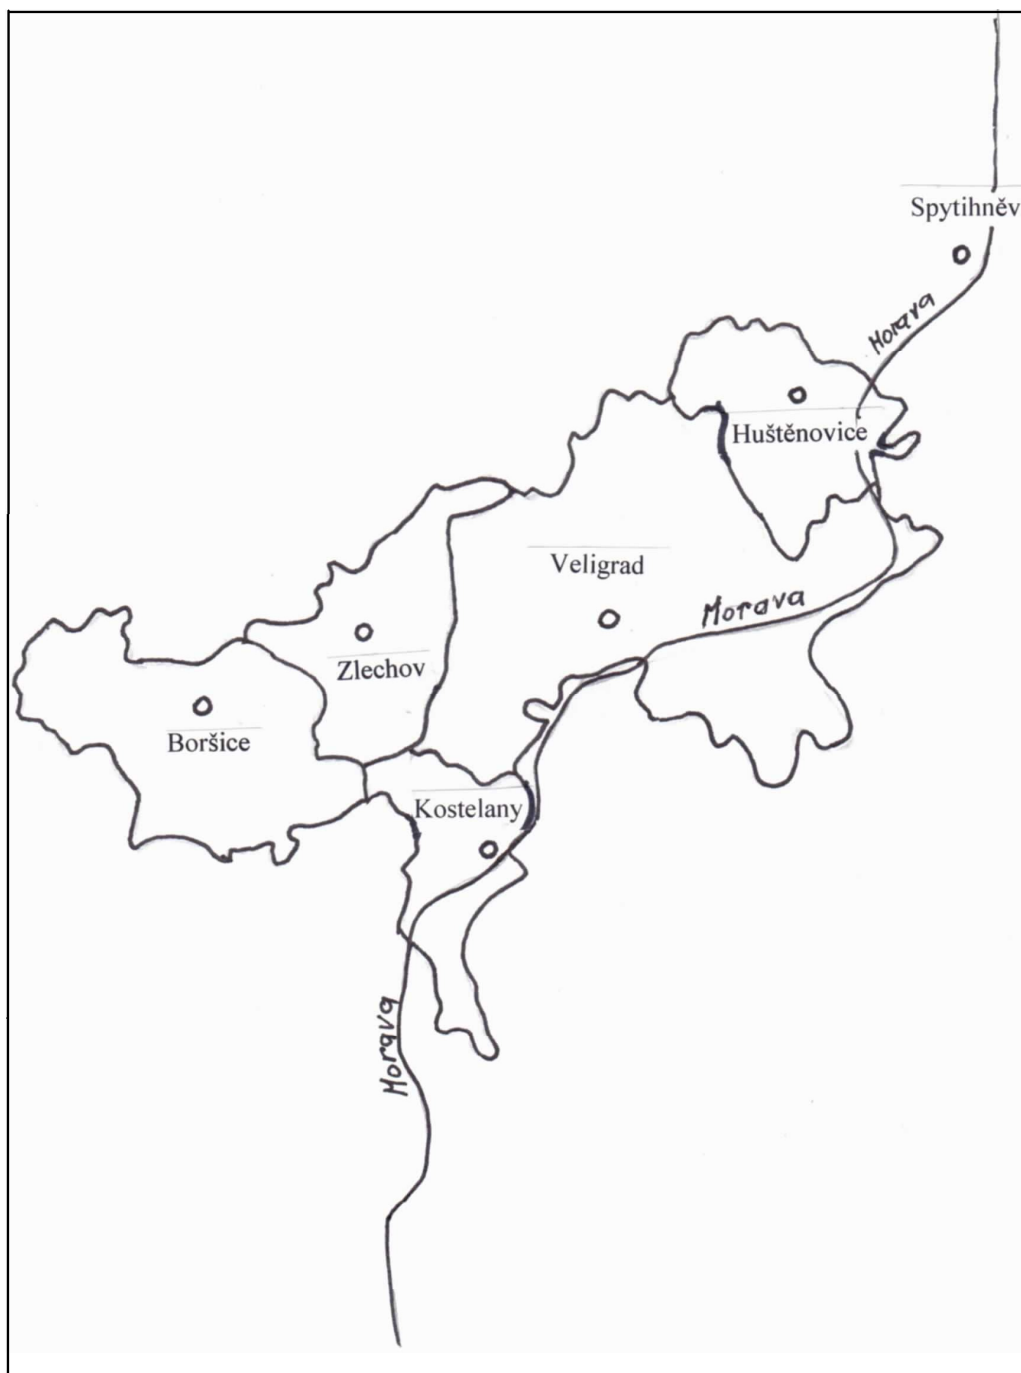 Spytihněv
Morava
Huštěnovice
Veligrad
Morava
Zlechov
Boršice
Kostelany
Morava